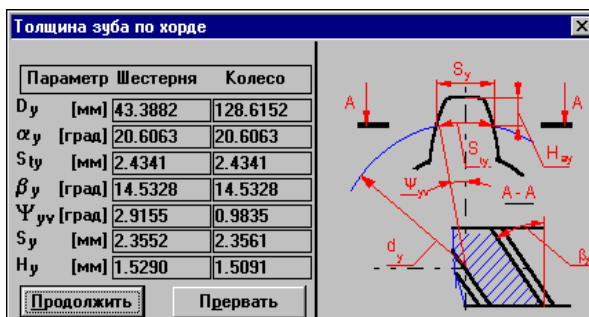 Толщина зуба по хорде
Параметр Шестерня Колесо
Dy [мм] 43.3882 128.6152
αy [град] 20.6063 20.6063
Sty [мм] 2.4341 2.4341
βy [град] 14.5328 14.5328
Ψyv [град] 2.9155 0.9835
Sy [мм] 2.3552 2.3561
Hy [мм] 1.5290 1.5091
Продолжить Прервать
Sy
A A
Sty
Hay
Ψyv
A - A
dy
βy